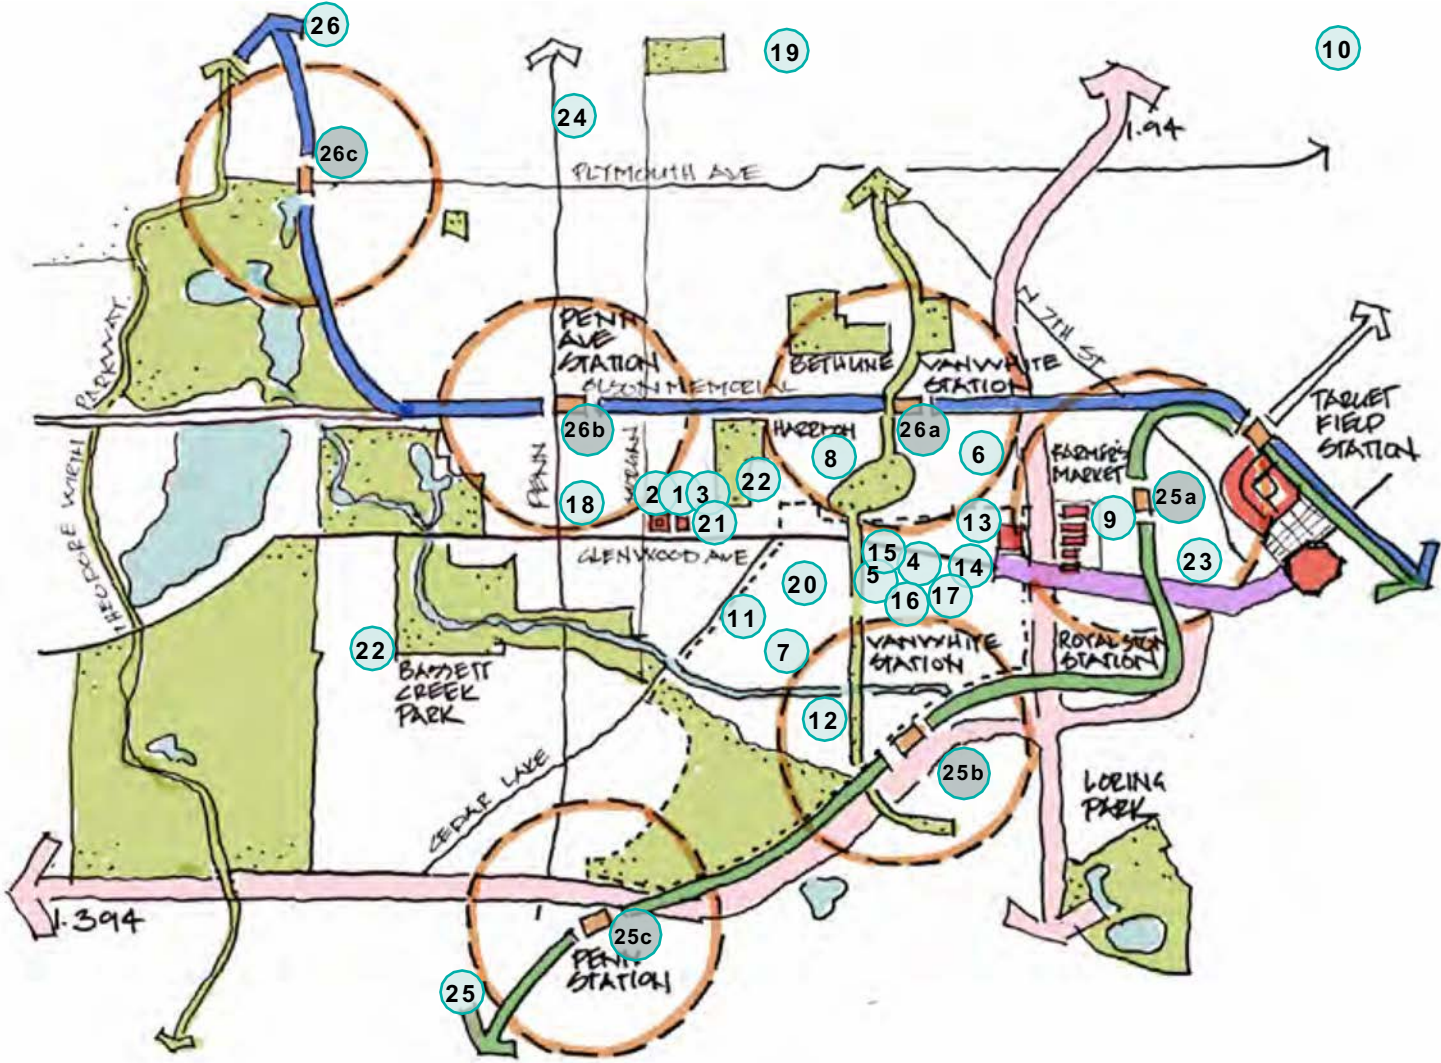 26
19
10
24
I-94
26c
PLYMOUTH AVE
N 7TH ST
PARKWAY
THEODORE WIRTH
PENN
AVE
STATION
OLSON MEMORIAL
BETHUNE
VAN WHITE
STATION
TARGET
FIELD
STATION
26b
HARRISON
26a
8
6
FARMER'S
MARKET
PENN
MORGAN
18
2
1
3
22
21
13
9
25a
GLENWOOD AVE
15
4
14
5
16
17
23
20
11
7
22
BASSETT
CREEK
PARK
VAN WHITE
STATION
ROYALSTON
STATION
12
25b
CEDAR LAKE
LORING
PARK
I-394
25c
PENN
STATION
25